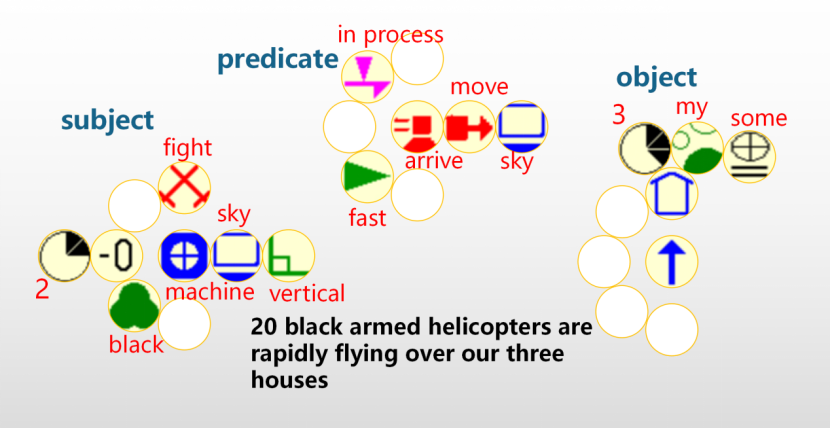 in process
predicate
move
object
my
3
some
subject
fight
arrive
sky
fast
sky
-0
2
machine
vertical
black
20 black armed helicopters are
rapidly flying over our three
houses